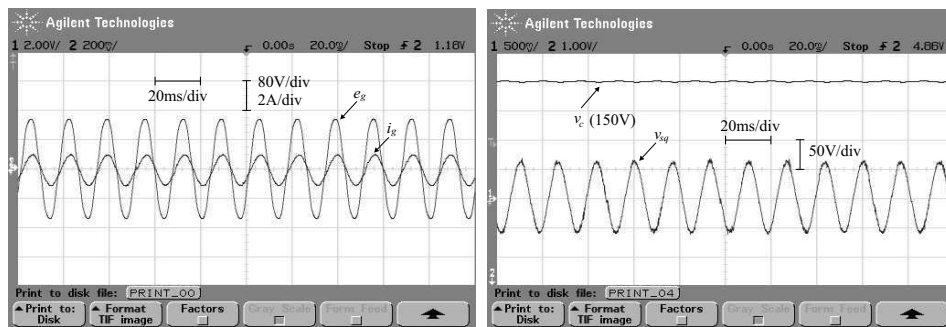 Agilent Technologies
1 2.00V/ 2 200mV/ 0.00s 20.0ms/ Stop 2 1.18V
80V/div
2A/div
20ms/div
e_g
i_g
Print to disk file: PRINT_00
Print to: Disk
Format TIF image
Factors
Gray Scale
Form Feed
Agilent Technologies
1 500mV/ 2 1.00V/ 0.00s 20.0ms/ Stop 2 4.86V
v_c (150V)
v_sq
20ms/div
50V/div
Print to disk file: PRINT_04
Print to: Disk
Format TIF image
Factors
Gray Scale
Form Feed